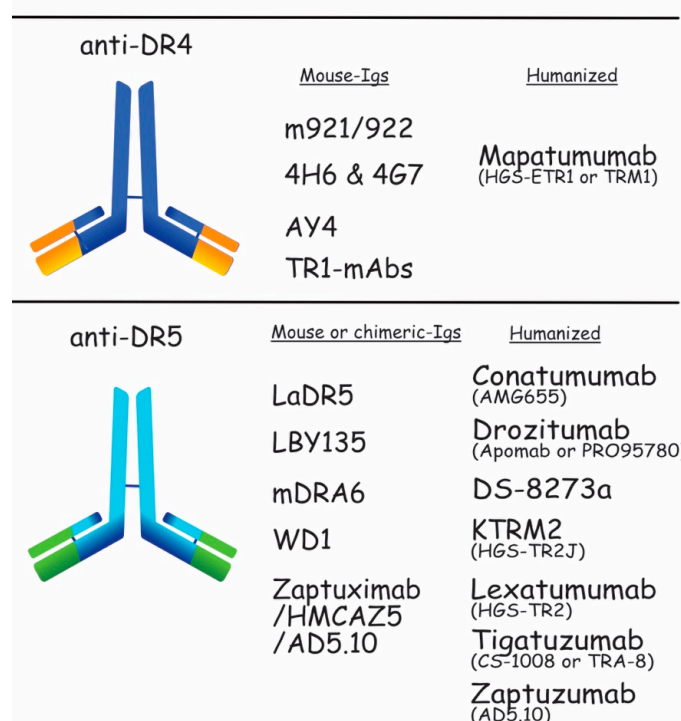 anti-DR4
Mouse-Igs
m921/922
4H6 & 4G7
AY4
TR1-mAbs
Humanized
Mapatumumab
(HGS-ETR1 or TRM1)
anti-DR5
Mouse or chimeric-Igs
LaDR5
LBY135
mDRA6
WD1
Zaptuximab
/HMCAZ5
/AD5.10
Humanized
Conatumumab
(AMG655)
Drozitumab
(Apomab or PRO95780
DS-8273a
KTRM2
(HGS-TR2J)
Lexatumumab
(HGS-TR2)
Tigatuzumab
(CS-1008 or TRA-8)
Zaptuzumab
(AD5.10)